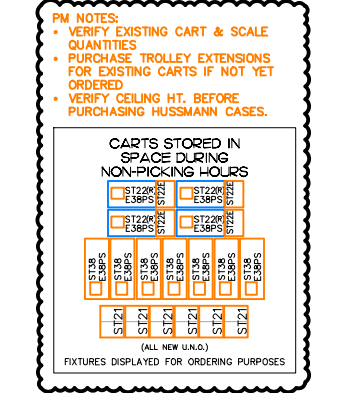 PM NOTES:
• VERIFY EXISTING CART & SCALE
QUANTITIES
• PURCHASE TROLLEY EXTENSIONS
FOR EXISTING CARTS IF NOT YET
ORDERED
• VERIFY CEILING HT. BEFORE
PURCHASING HUSSMANN CASES.
CARTS STORED IN
SPACE DURING
NON-PICKING HOURS
ST22(R)
E38PS
ST22E
ST22(R)
E38PS
ST22E
ST22(R)
E38PS
ST22E
ST22(R)
E38PS
ST22E
ST38
E38PS
ST38
E38PS
ST38
E38PS
ST38
E38PS
ST38
E38PS
ST38
E38PS
ST38
E38PS
ST21
ST21
ST21
ST21
ST21
ST21
(ALL NEW U.N.O.)
FIXTURES DISPLAYED FOR ORDERING PURPOSES